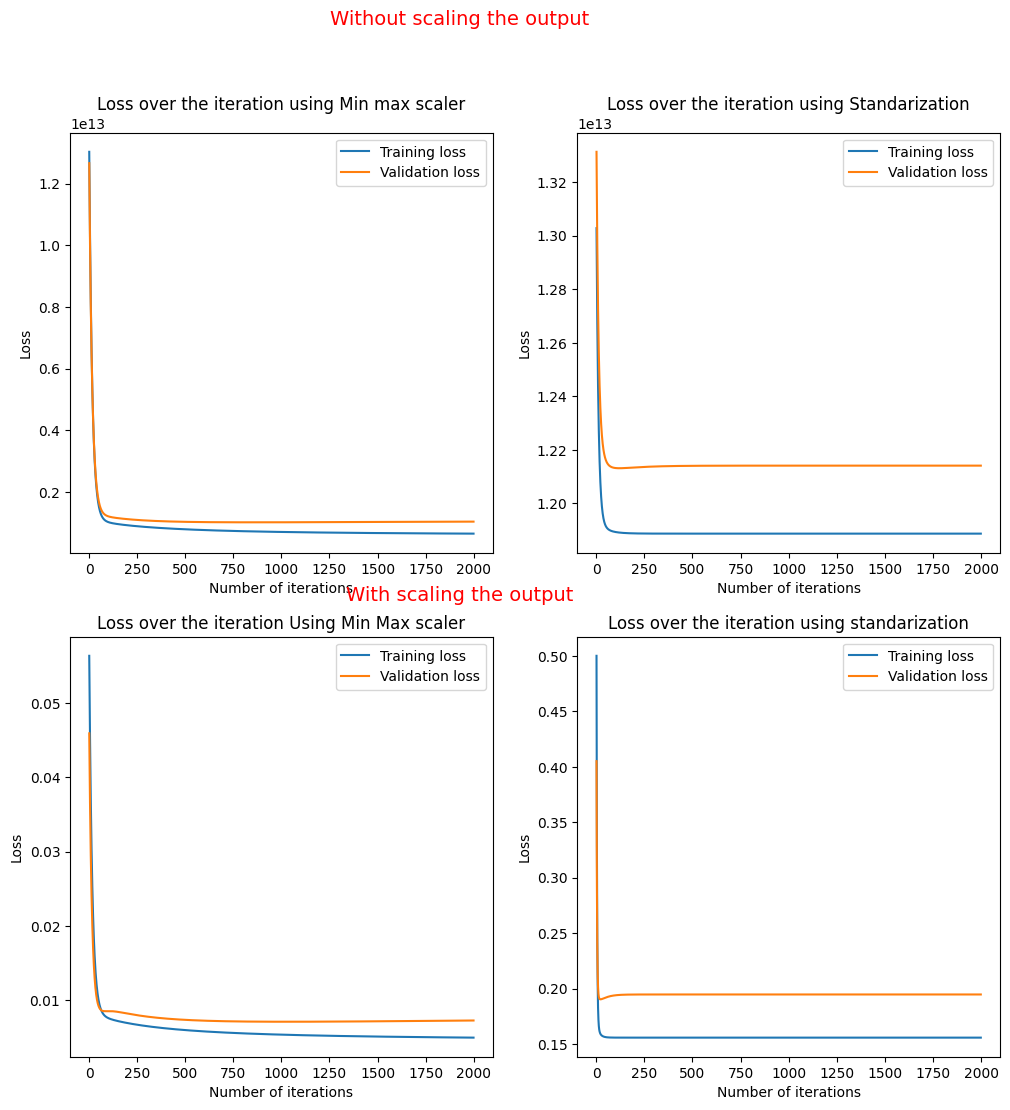 Without scaling the output
Loss over the iteration using Min max scaler
1e13
Training loss
Validation loss
1.2
1.0
0.8
0.6
0.4
0.2
Loss
0 250 500 750 1000 1250 1500 1750 2000
Number of iterations
Loss over the iteration using Standarization
1e13
Training loss
Validation loss
1.32
1.30
1.28
1.26
1.24
1.22
1.20
Loss
0 250 500 750 1000 1250 1500 1750 2000
Number of iterations
With scaling the output
Loss over the iteration Using Min Max scaler
Training loss
Validation loss
0.05
0.04
0.03
0.02
0.01
Loss
0 250 500 750 1000 1250 1500 1750 2000
Number of iterations
Loss over the iteration using standarization
Training loss
Validation loss
0.50
0.45
0.40
0.35
0.30
0.25
0.20
0.15
Loss
0 250 500 750 1000 1250 1500 1750 2000
Number of iterations